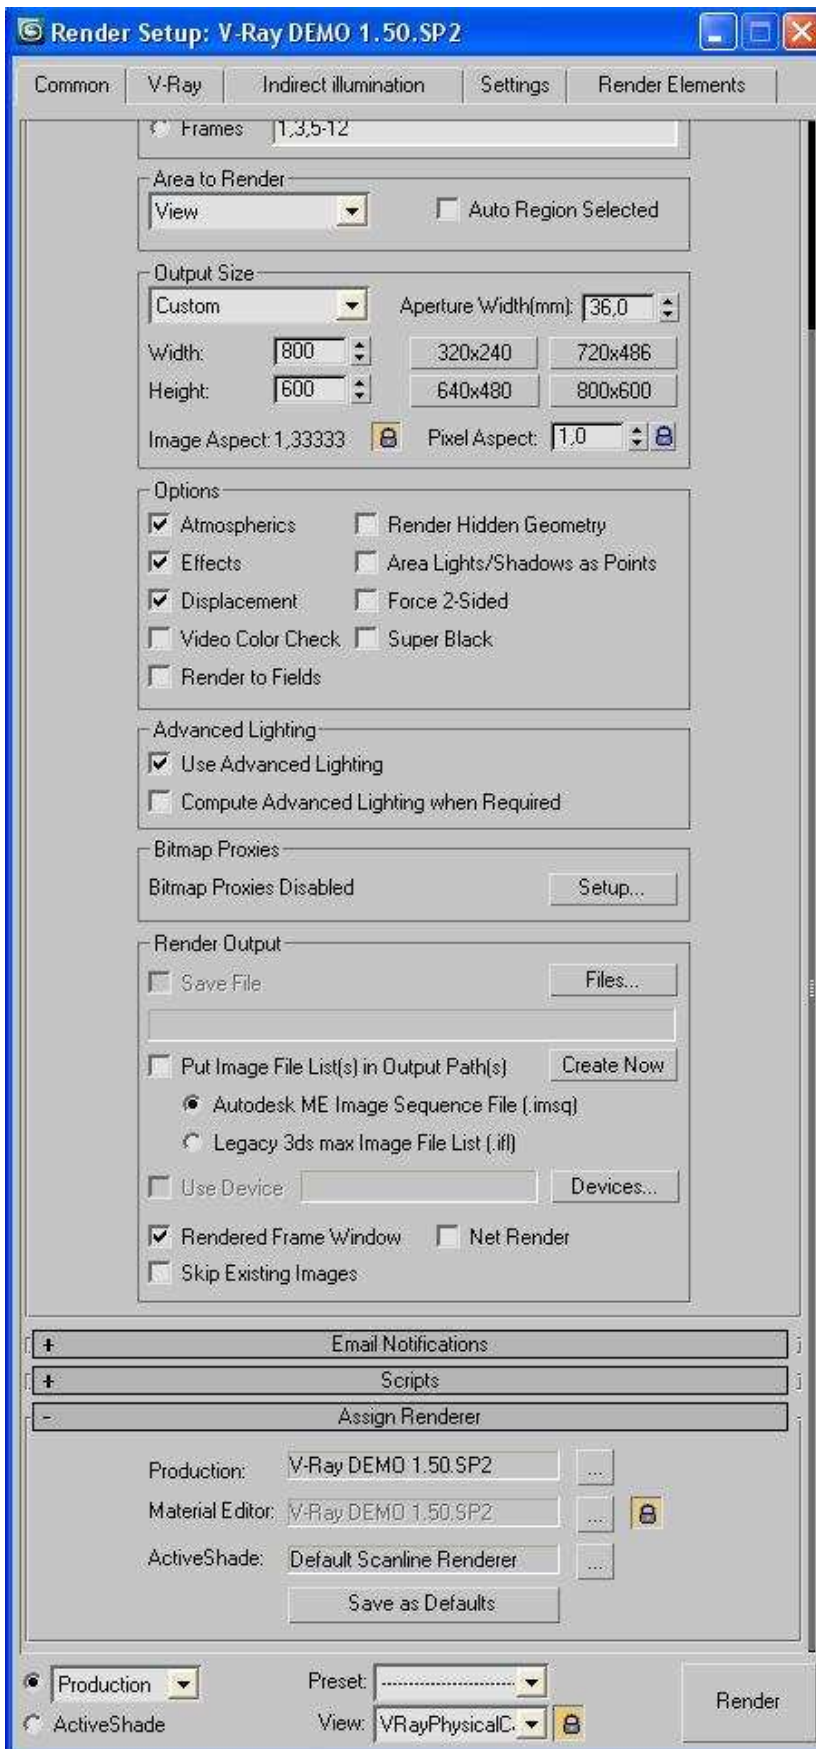 Render Setup: V-Ray DEMO 1.50.SP2
Common V-Ray Indirect illumination Settings Render Elements
Frames 1,3,5-12
Area to Render
View Auto Region Selected
Output Size
Custom Aperture Width(mm): 36,0
Width: 800 320x240 720x486
Height: 600 640x480 800x600
Image Aspect: 1,33333 Pixel Aspect: 1,0
Options
Atmospherics Render Hidden Geometry
Effects Area Lights/Shadows as Points
Displacement Force 2-Sided
Video Color Check Super Black
Render to Fields
Advanced Lighting
Use Advanced Lighting
Compute Advanced Lighting when Required
Bitmap Proxies
Bitmap Proxies Disabled Setup...
Render Output
Save File Files...
Put Image File List(s) in Output Path(s) Create Now
Autodesk ME Image Sequence File (.imsq)
Legacy 3ds max Image File List (.ifl)
Use Device Devices...
Rendered Frame Window Net Render
Skip Existing Images
+ Email Notifications
+ Scripts
- Assign Renderer
Production: V-Ray DEMO 1.50.SP2 ...
Material Editor: V-Ray DEMO 1.50.SP2 ...
ActiveShade: Default Scanline Renderer ...
Save as Defaults
Production Preset: -------------------------
ActiveShade View: VRayPhysicalC Render